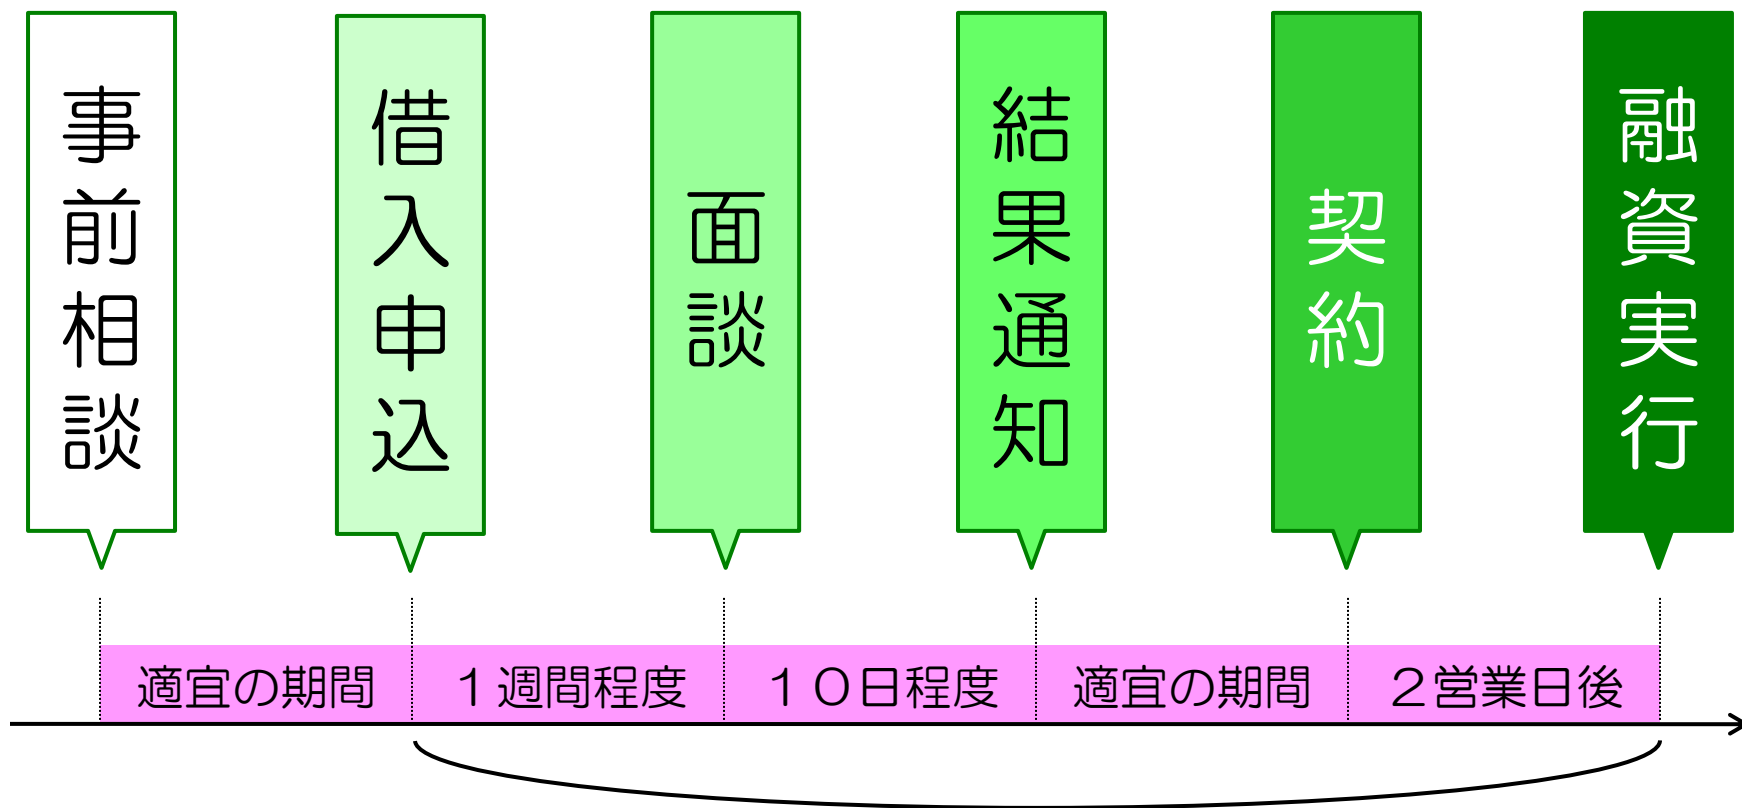 事前相談
借入申込
面談
結果通知
契約
融資実行
適宜の期間
１週間程度
１０日程度
適宜の期間
２営業日後